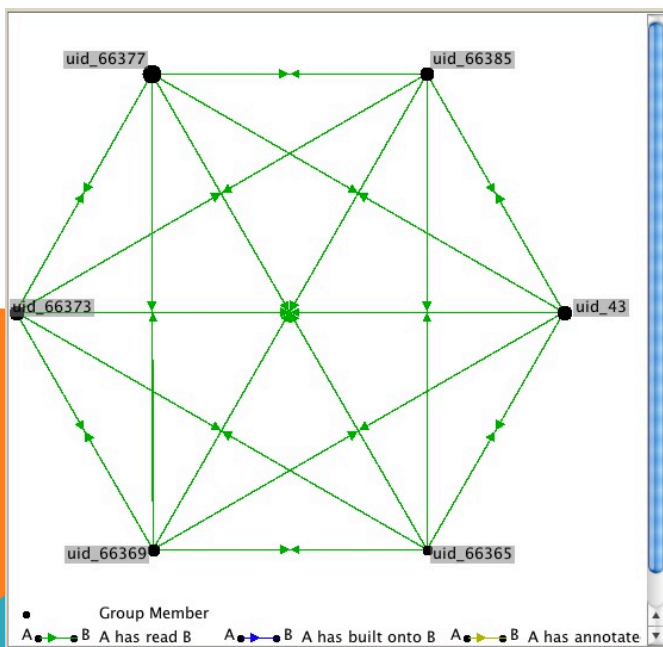 uid_66377
uid_66385
uid_66373
uid_43
uid_66369
uid_66365
Group Member
A B A has read B A B A has built onto B A B A has annotate